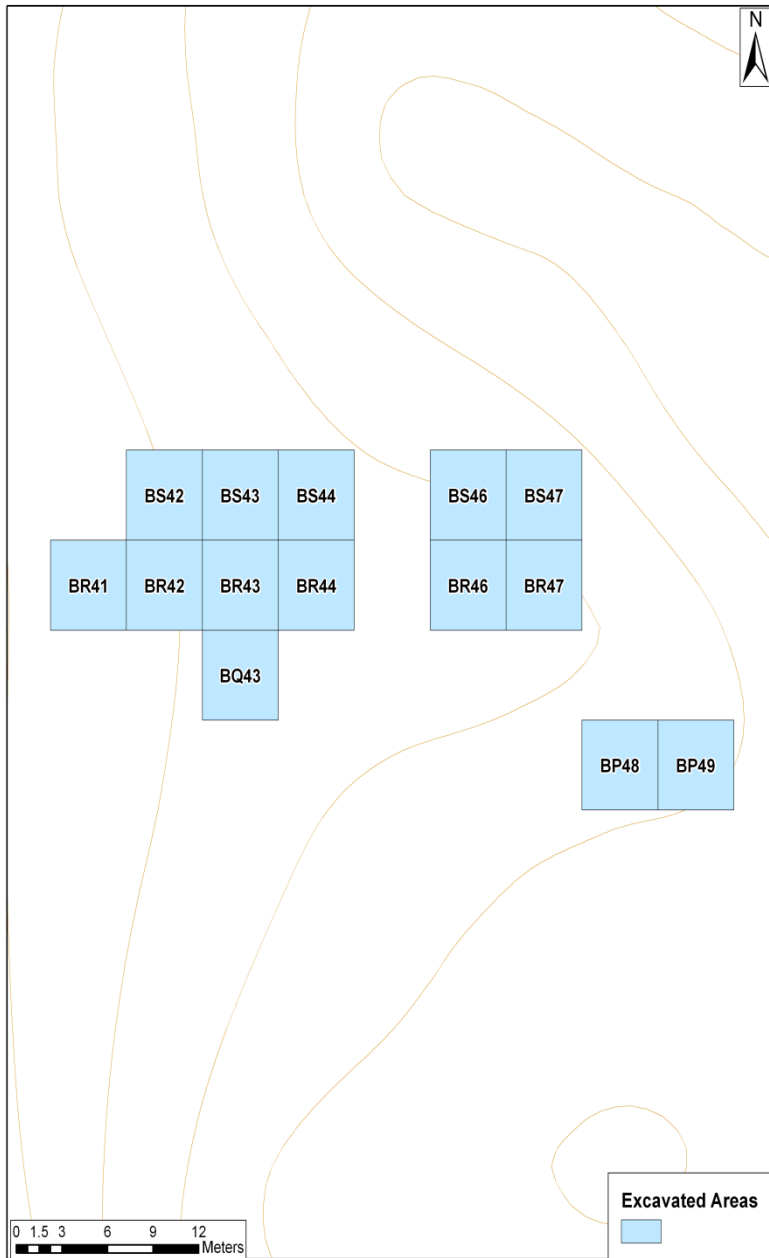 N
BS42 BS43 BS44 BS46 BS47
BR41 BR42 BR43 BR44 BR46 BR47
BQ43
BP48 BP49
Excavated Areas
0 1.5 3 6 9 12
Meters